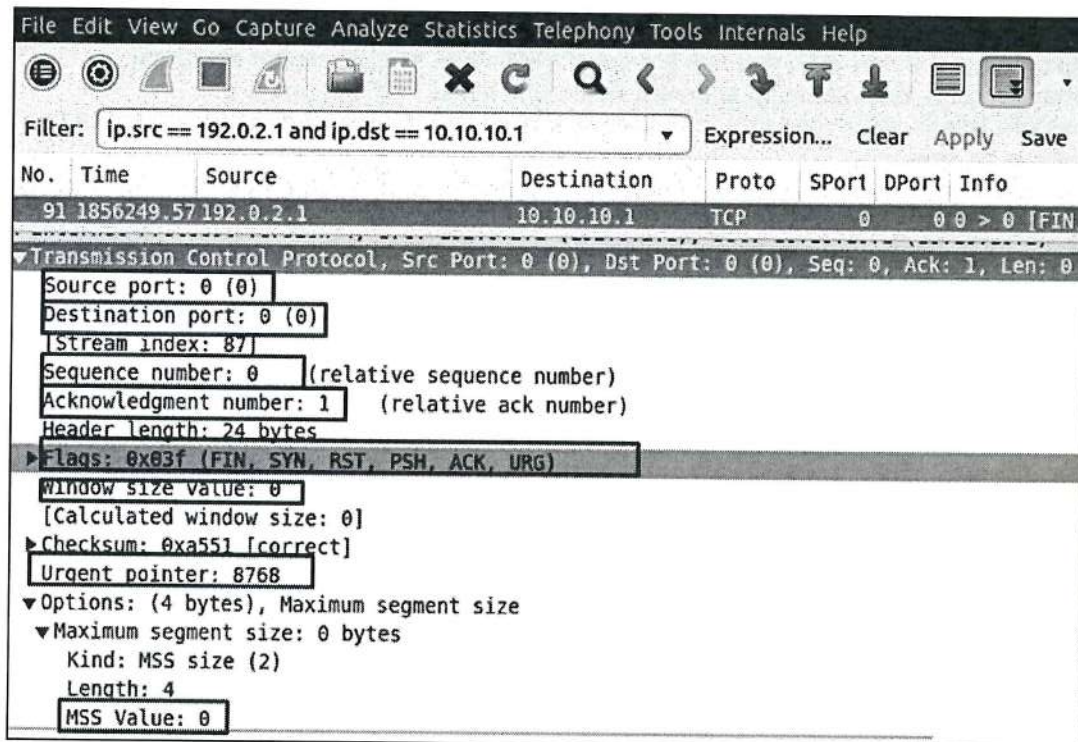 File Edit View Go Capture Analyze Statistics Telephony Tools Internals Help
Filter: ip.src == 192.0.2.1 and ip.dst == 10.10.10.1 Expression... Clear Apply Save
No. Time Source Destination Proto SPort DPort Info
91 1856249.57 192.0.2.1 10.10.10.1 TCP 0 0 0 > 0 [FIN
Transmission Control Protocol, Src Port: 0 (0), Dst Port: 0 (0), Seq: 0, Ack: 1, Len: 0
Source port: 0 (0)
Destination port: 0 (0)
[Stream index: 87]
Sequence number: 0 (relative sequence number)
Acknowledgment number: 1 (relative ack number)
Header length: 24 bytes
Flags: 0x03f (FIN, SYN, RST, PSH, ACK, URG)
Window size value: 0
[Calculated window size: 0]
Checksum: 0xa551 [correct]
Urgent pointer: 8768
Options: (4 bytes), Maximum segment size
Maximum segment size: 0 bytes
Kind: MSS size (2)
Length: 4
MSS Value: 0